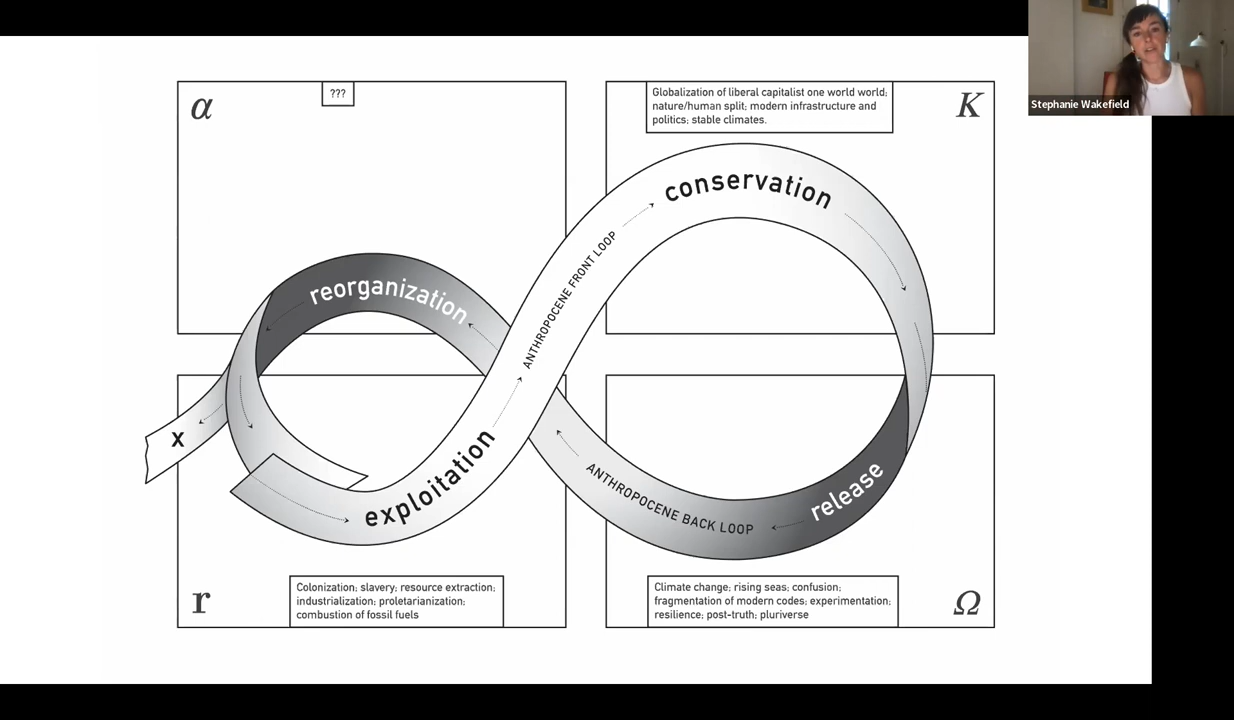 α
???
Globalization of liberal capitalist one world world;
nature/human split; modern infrastructure and
politics; stable climates.
K
Stephanie Wakefield
conservation
reorganization
ANTHROPOCENE FRONT LOOP
x
exploitation
ANTHROPOCENE BACK LOOP
release
r
Colonization; slavery; resource extraction;
industrialization; proletarianization;
combustion of fossil fuels
Climate change; rising seas; confusion;
fragmentation of modern codes; experimentation;
resilience; post-truth; pluriverse
Ω